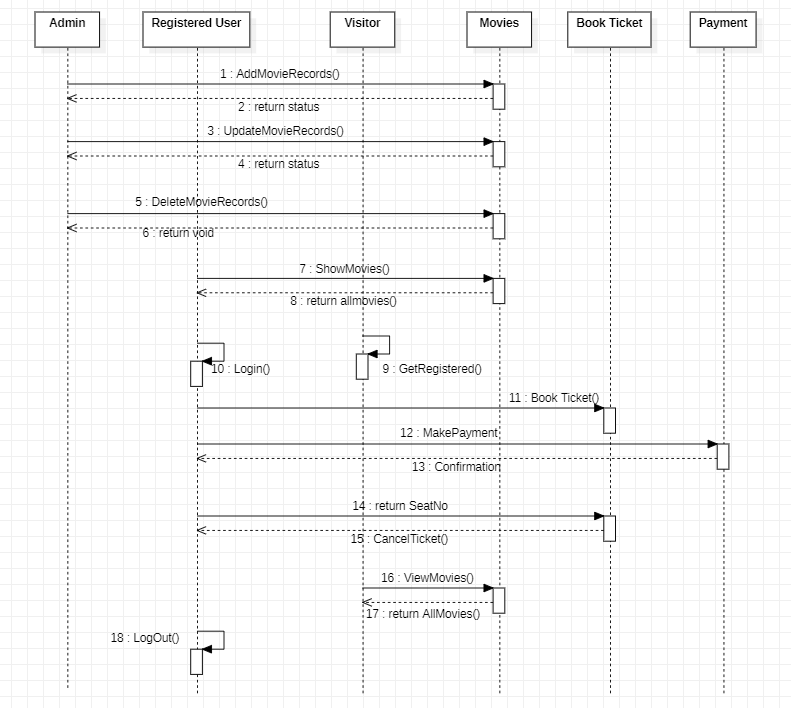 Admin
Registered User
Visitor
Movies
Book Ticket
Payment
1 : AddMovieRecords()
2 : return status
3 : UpdateMovieRecords()
4 : return status
5 : DeleteMovieRecords()
6 : return void
7 : ShowMovies()
8 : return allmovies()
10 : Login()
9 : GetRegistered()
11 : Book Ticket()
12 : MakePayment
13 : Confirmation
14 : return SeatNo
15 : CancelTicket()
16 : ViewMovies()
17 : return AllMovies()
18 : LogOut()